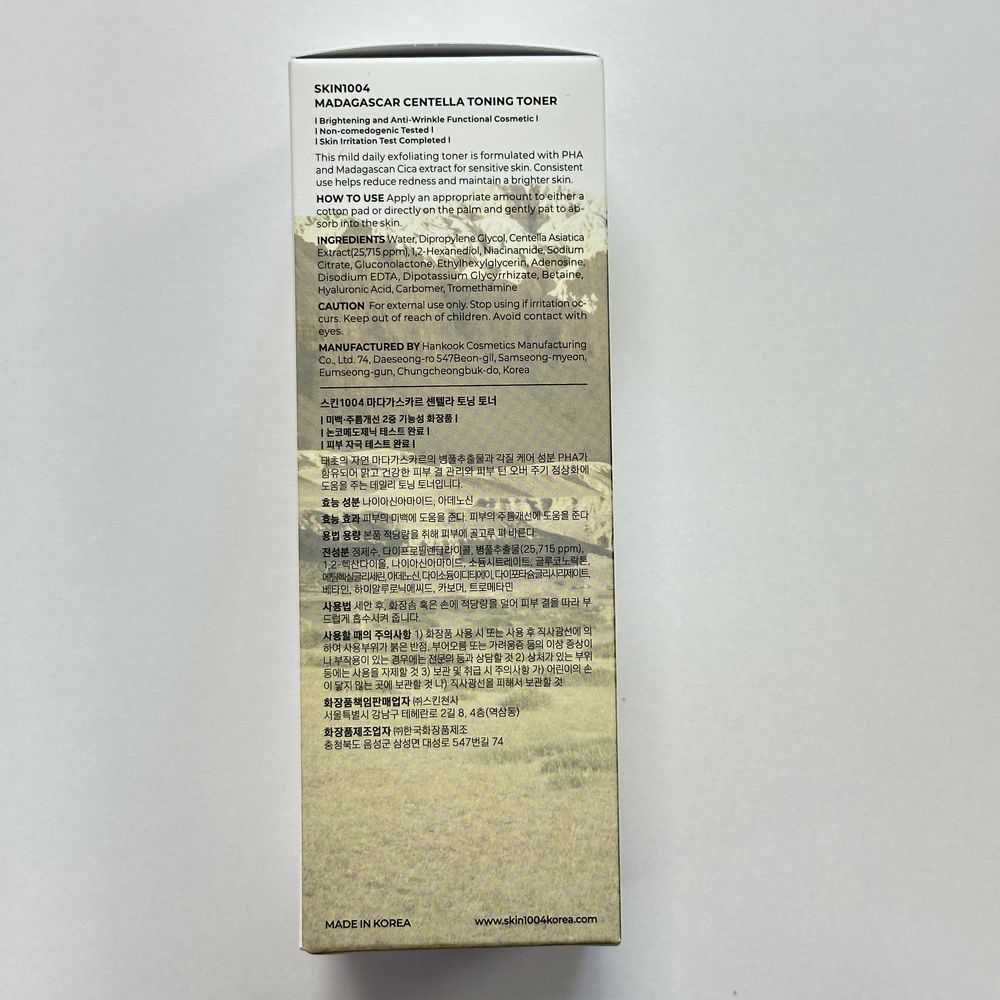 SKIN1004
MADAGASCAR CENTELLA TONING TONER
| Brightening and Anti-Wrinkle Functional Cosmetic |
| Non-comedogenic Tested |
| Skin Irritation Test Completed |
This mild daily exfoliating toner is formulated with PHA
and Madagascan Cica extract for sensitive skin. Consistent
use helps reduce redness and maintain a brighter skin.
HOW TO USE Apply an appropriate amount to either a
cotton pad or directly on the palm and gently pat to ab-
sorb into the skin.
INGREDIENTS Water, Dipropylene Glycol, Centella Asiatica
Extract(25,715 ppm), 1,2-Hexanediol, Niacinamide, Sodium
Citrate, Gluconolactone, Ethylhexylglycerin, Adenosine,
Disodium EDTA, Dipotassium Glycyrrhizate, Betaine,
Hyaluronic Acid, Carbomer, Tromethamine
CAUTION For external use only. Stop using if irritation oc-
curs. Keep out of reach of children. Avoid contact with
eyes.
MANUFACTURED BY Hankook Cosmetics Manufacturing
Co., Ltd. 74, Daeseong-ro 547Beon-gil, Samseong-myeon,
Eumseong-gun, Chungcheongbuk-do, Korea
스킨1004 마다가스카르 센텔라 토닝 토너
| 미백·주름개선 2중 기능성 화장품 |
| 논코메도제닉 테스트 완료 |
| 피부 자극 테스트 완료 |
태초의 자연 마다가스카르의 병풀추출물과 각질 케어 성분 PHA가
함유되어 맑고 건강한 피부 결 관리와 피부 턴 오버 주기 정상화에
도움을 주는 데일리 토닝 토너입니다.
효능 성분 나이아신아마이드, 아데노신
효능 효과 피부의 미백에 도움을 준다. 피부의 주름개선에 도움을 준다
용법 용량 본품 적당량을 취해 피부에 골고루 펴 바른다.
전성분 정제수, 다이프로필렌글라이콜, 병풀추출물(25,715 ppm),
1,2-헥산다이올, 나이아신아마이드, 소듐시트레이트, 글루코노락톤,
에틸헥실글리세린, 아데노신, 다이소듐이디티에이, 다이포타슘글리시리제이트,
베타인, 하이알루로닉애씨드, 카보머, 트로메타민
사용법 세안 후, 화장솜 혹은 손에 적당량을 덜어 피부 결을 따라 부
드럽게 흡수시켜 줍니다.
사용할 때의 주의사항 1) 화장품 사용 시 또는 사용 후 직사광선에 의
하여 사용부위가 붉은 반점, 부어오름 또는 가려움증 등의 이상 증상이
나 부작용이 있는 경우에는 전문의 등과 상담할 것 2) 상처가 있는 부위
등에는 사용을 자제할 것 3) 보관 및 취급 시 주의사항 가) 어린이의 손
이 닿지 않는 곳에 보관할 것 나) 직사광선을 피해서 보관할 것
화장품책임판매업자 ㈜스킨천사
서울특별시 강남구 테헤란로 2길 8, 4층(역삼동)
화장품제조업자 ㈜한국화장품제조
충청북도 음성군 삼성면 대성로 547번길 74
MADE IN KOREA
www.skin1004korea.com